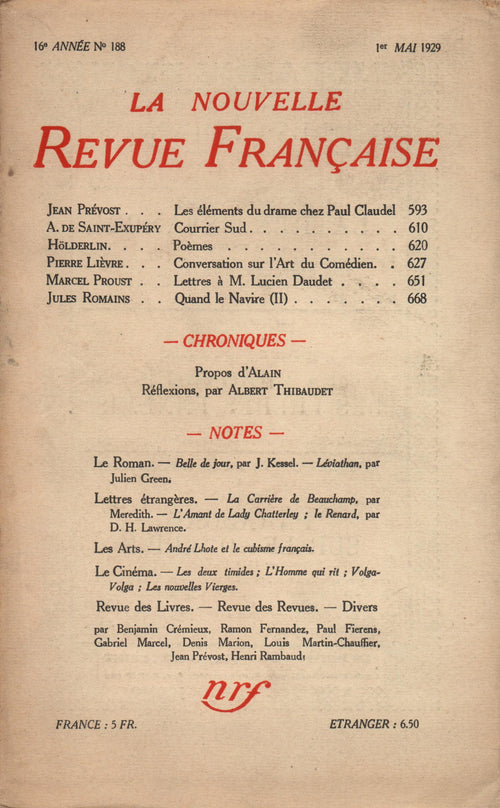 16e ANNÉE No 188 1er MAI 1929
LA NOUVELLE
REVUE FRANÇAISE
JEAN PRÉVOST . . . Les éléments du drame chez Paul Claudel 593
A. DE SAINT-EXUPÉRY Courrier Sud . . . . . . . . . . 610
HÖLDERLIN. . . . Poèmes . . . . . . . . . . . . 620
PIERRE LIÈVRE . . . Conversation sur l'Art du Comédien. . 627
MARCEL PROUST . . Lettres à M. Lucien Daudet . . . . 651
JULES ROMAINS . . Quand le Navire (II) . . . . . . . 668
— CHRONIQUES —
Propos d'ALAIN
Réflexions, par ALBERT THIBAUDET
— NOTES —
Le Roman. — Belle de jour, par J. Kessel. — Léviathan, par
Julien Green.
Lettres étrangères. — La Carrière de Beauchamp, par
Meredith. — L'Amant de Lady Chatterley ; le Renard, par
D. H. Lawrence.
Les Arts. — André Lhote et le cubisme français.
Le Cinéma. — Les deux timides ; L'Homme qui rit ; Volga-
Volga ; Les nouvelles Vierges.
Revue des Livres. — Revue des Revues. — Divers
par Benjamin Crémieux, Ramon Fernandez, Paul Fierens,
Gabriel Marcel, Denis Marion, Louis Martin-Chauffier,
Jean Prévost, Henri Rambaud
nrf
FRANCE : 5 FR. ETRANGER : 6.50